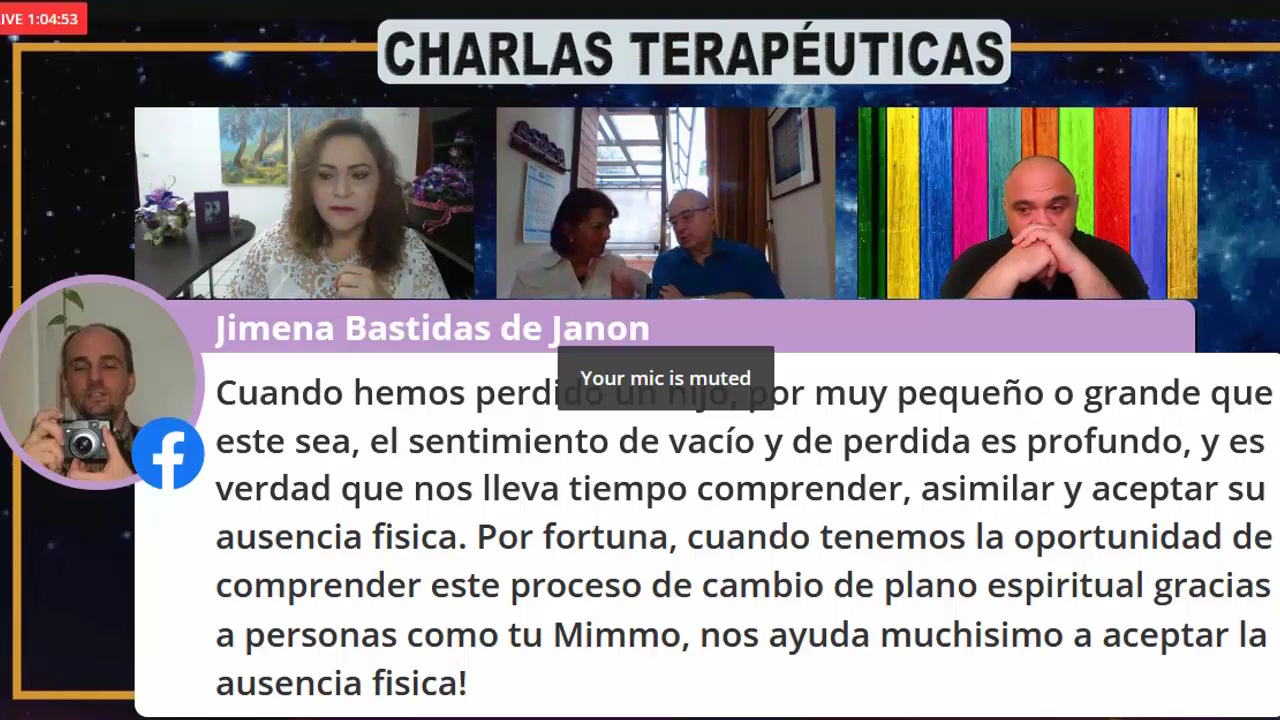 IVE 1:04:53
CHARLAS TERAPÉUTICAS
Jimena Bastidas de Janon
Your mic is muted
Cuando hemos perdido un hijo, por muy pequeño o grande que
este sea, el sentimiento de vacío y de perdida es profundo, y es
verdad que nos lleva tiempo comprender, asimilar y aceptar su
ausencia fisica. Por fortuna, cuando tenemos la oportunidad de
comprender este proceso de cambio de plano espiritual gracias
a personas como tu Mimmo, nos ayuda muchisimo a aceptar la
ausencia fisica!